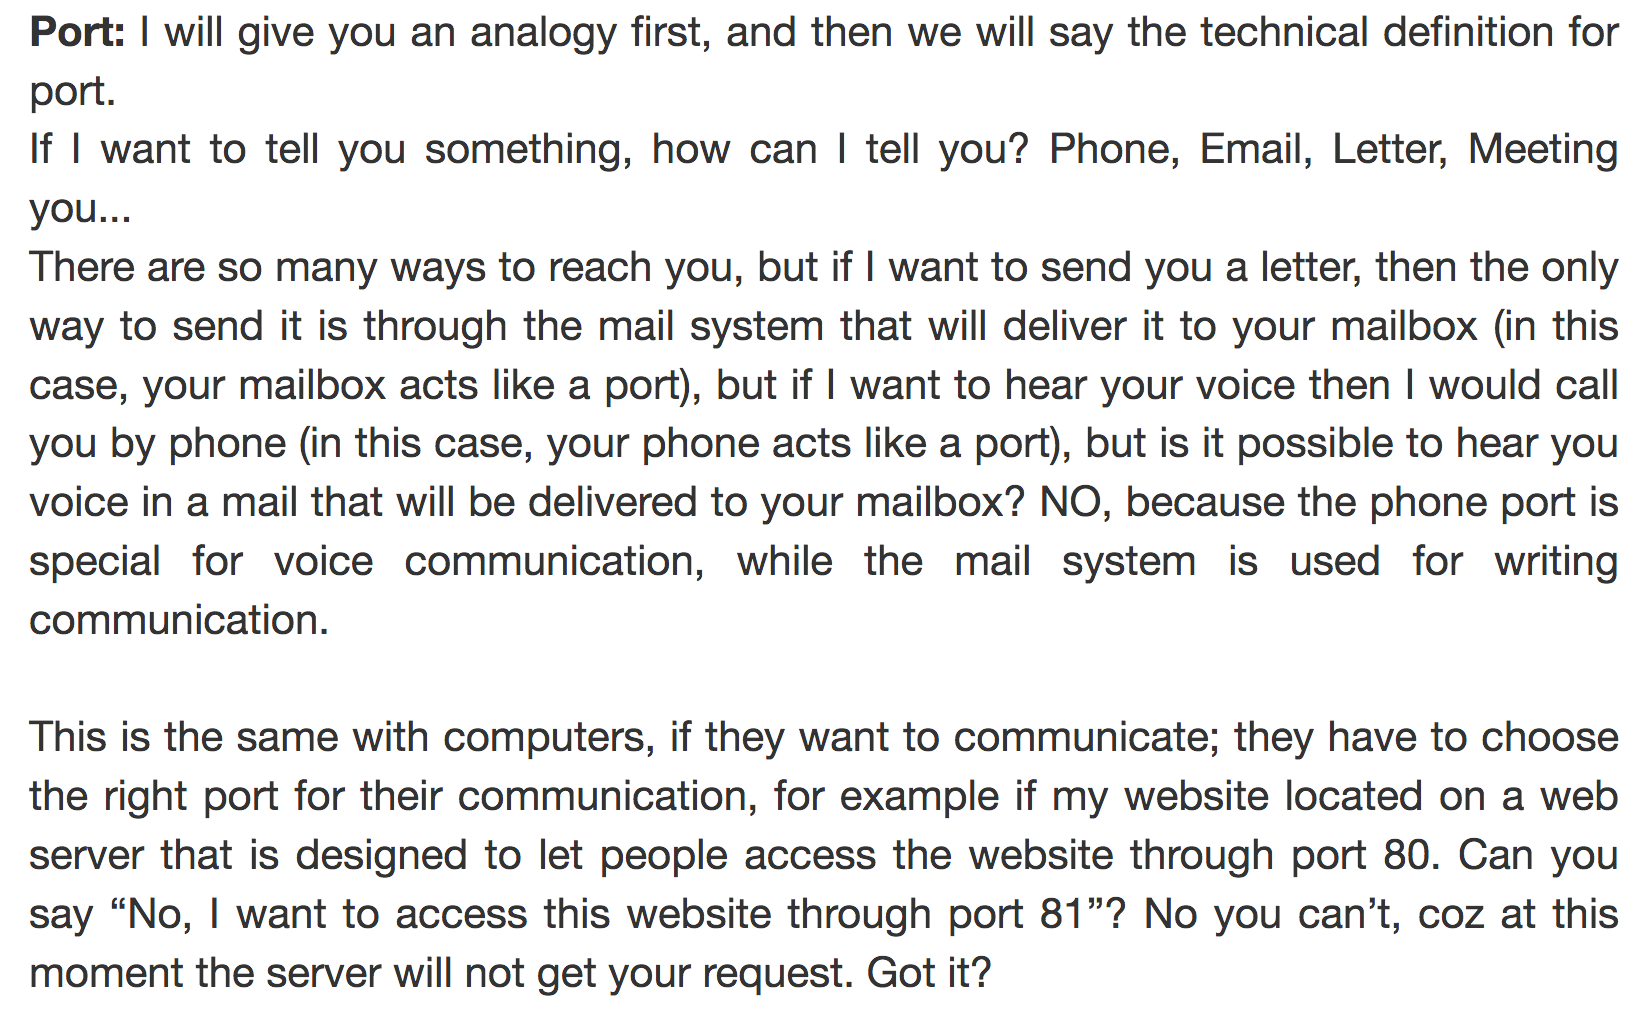 Port: I will give you an analogy first, and then we will say the technical definition for
port.
If I want to tell you something, how can I tell you? Phone, Email, Letter, Meeting
you...
There are so many ways to reach you, but if I want to send you a letter, then the only
way to send it is through the mail system that will deliver it to your mailbox (in this
case, your mailbox acts like a port), but if I want to hear your voice then I would call
you by phone (in this case, your phone acts like a port), but is it possible to hear you
voice in a mail that will be delivered to your mailbox? NO, because the phone port is
special for voice communication, while the mail system is used for writing
communication.
This is the same with computers, if they want to communicate; they have to choose
the right port for their communication, for example if my website located on a web
server that is designed to let people access the website through port 80. Can you
say “No, I want to access this website through port 81”? No you can’t, coz at this
moment the server will not get your request. Got it?